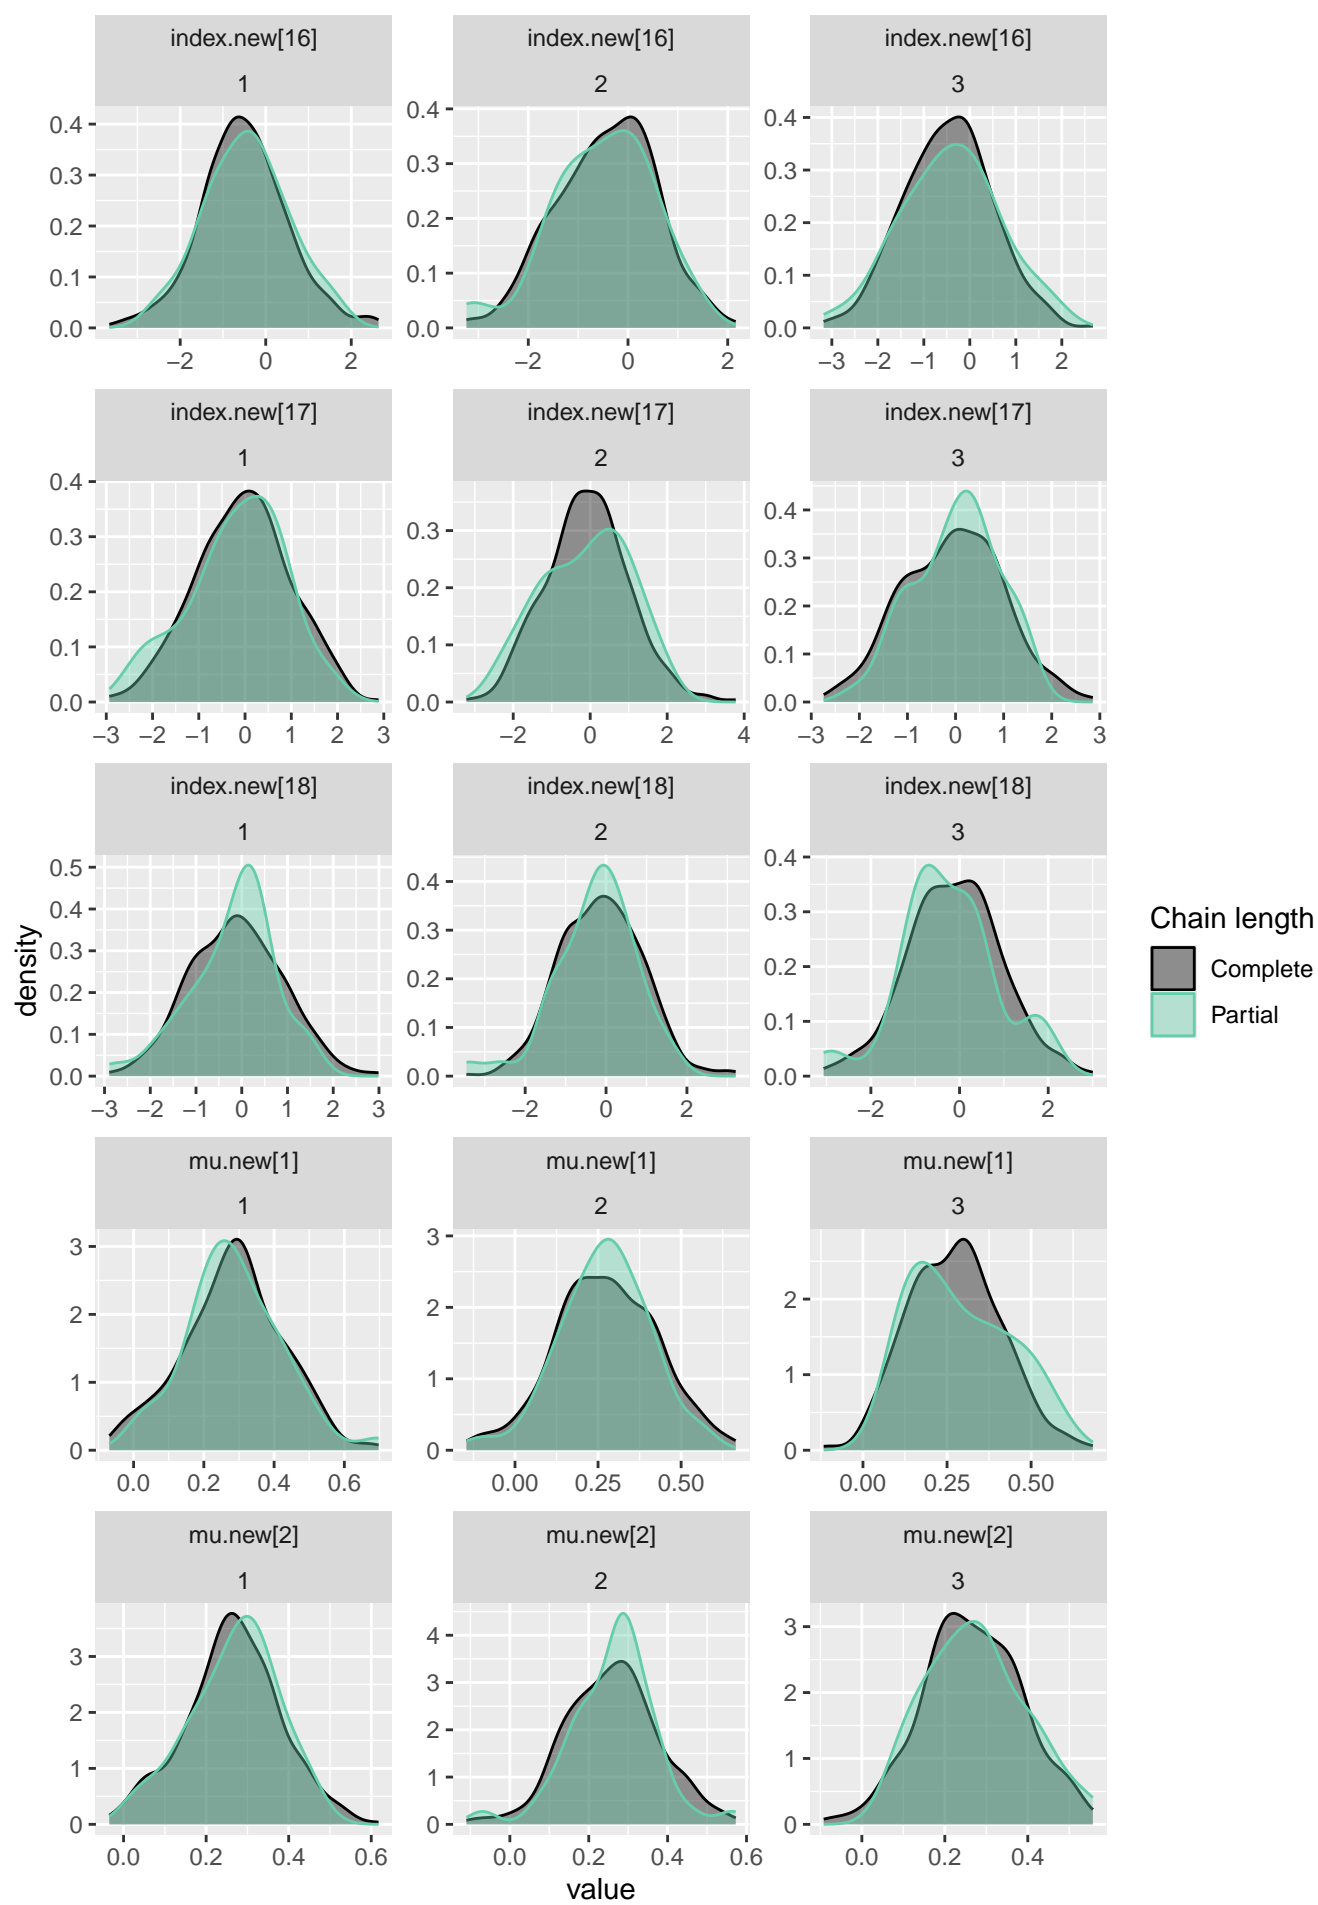 index.new[16] index.new[16] index.new[16]
1 2 3
0.4 0.3 0.2 0.1 0.0
0.4 0.3 0.2 0.1 0.0
0.4 0.3 0.2 0.1 0.0
−2 0 2
−2 0 2
−3 −2 −1 0 1 2
index.new[17] index.new[17] index.new[17]
1 2 3
0.4 0.3 0.2 0.1 0.0
0.3 0.2 0.1 0.0
0.4 0.3 0.2 0.1 0.0
−3 −2 −1 0 1 2 3
−2 0 2 4
−3 −2 −1 0 1 2 3
index.new[18] index.new[18] index.new[18]
1 2 3
0.5 0.4 0.3 0.2 0.1 0.0
0.4 0.3 0.2 0.1 0.0
0.4 0.3 0.2 0.1 0.0
−3 −2 −1 0 1 2 3
−2 0 2
−2 0 2
mu.new[1] mu.new[1] mu.new[1]
1 2 3
3 2 1 0
3 2 1 0
2 1 0
0.0 0.2 0.4 0.6
0.00 0.25 0.50
0.00 0.25 0.50
mu.new[2] mu.new[2] mu.new[2]
1 2 3
3 2 1 0
4 3 2 1 0
3 2 1 0
0.0 0.2 0.4 0.6
0.0 0.2 0.4 0.6
0.0 0.2 0.4
value
density
Chain length
Complete
Partial